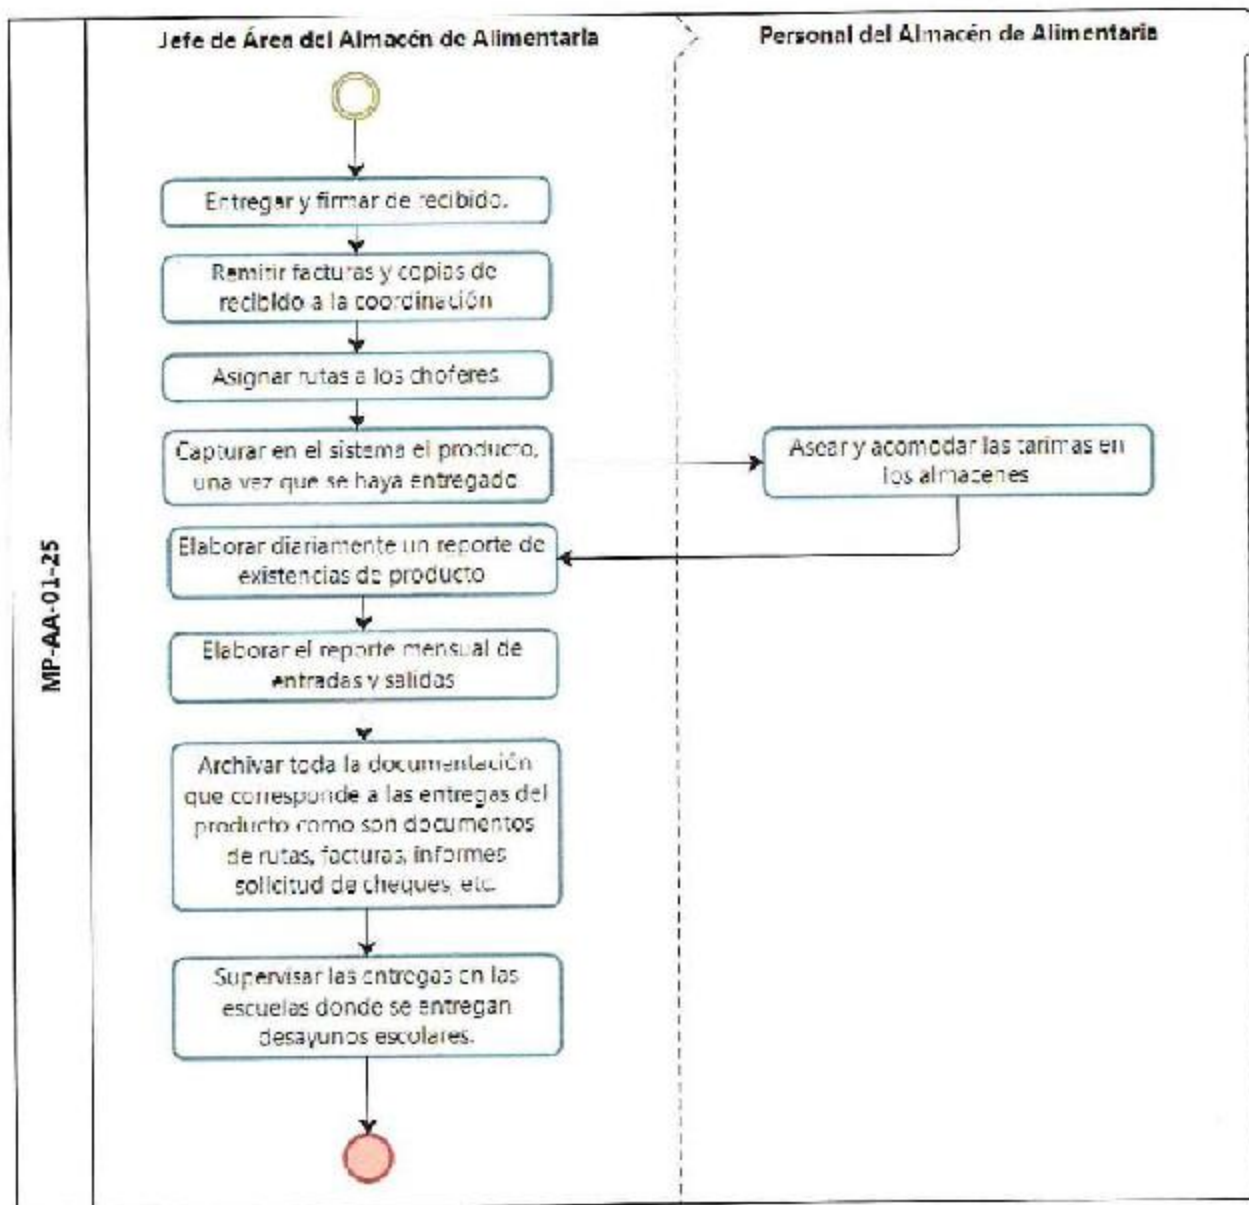 Jefe de Área del Almacén de Alimentaria
Personal del Almacén de Alimentaria
MP-AA-01-25
Entregar y firmar de recibido.
Remitir facturas y copias de
recibido a la coordinación
Asignar rutas a los choferes
Capturar en el sistema el producto,
una vez que se haya entregado
Asear y acomodar las tarimas en
los almacenes
Elaborar diariamente un reporte de
existencias de producto
Elaborar el reporte mensual de
entradas y salidas
Archivar toda la documentación
que corresponde a las entregas del
producto como son documentos
de rutas, facturas, informes
solicitud de cheques, etc.
Supervisar las entregas en las
escuelas donde se entregan
desayunos escolares.